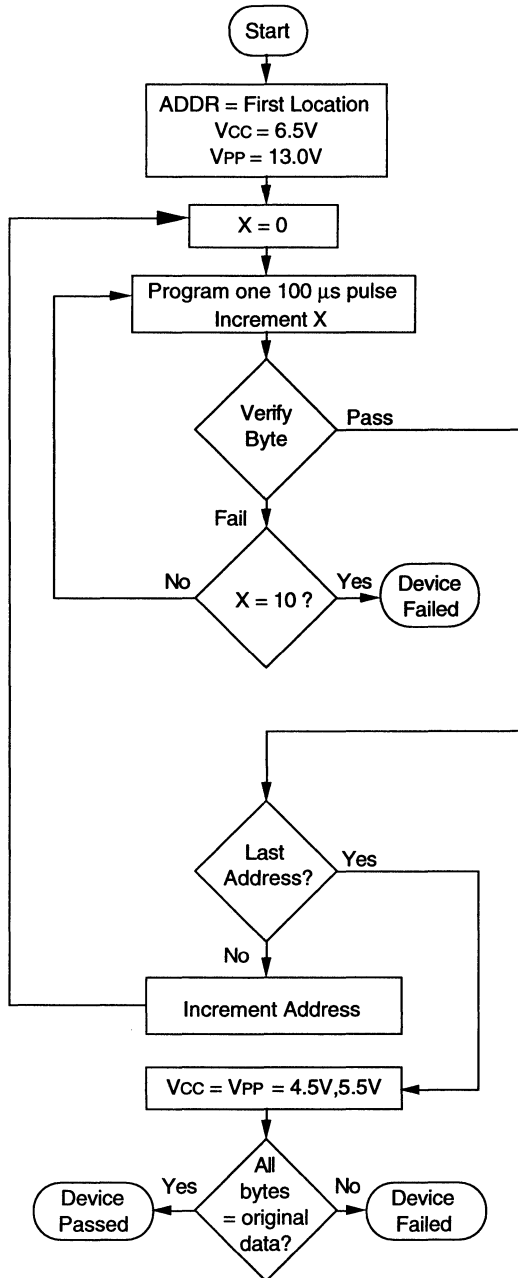 Start
ADDR = First Location
VCC = 6.5V
VPP = 13.0V
X = 0
Program one 100 µs pulse
Increment X
Verify
Byte
Pass
Fail
No
X = 10 ?
Yes
Device
Failed
Last
Address?
Yes
No
Increment Address
VCC = VPP = 4.5V,5.5V
All
bytes
= original
data?
Yes
No
Device
Passed
Device
Failed